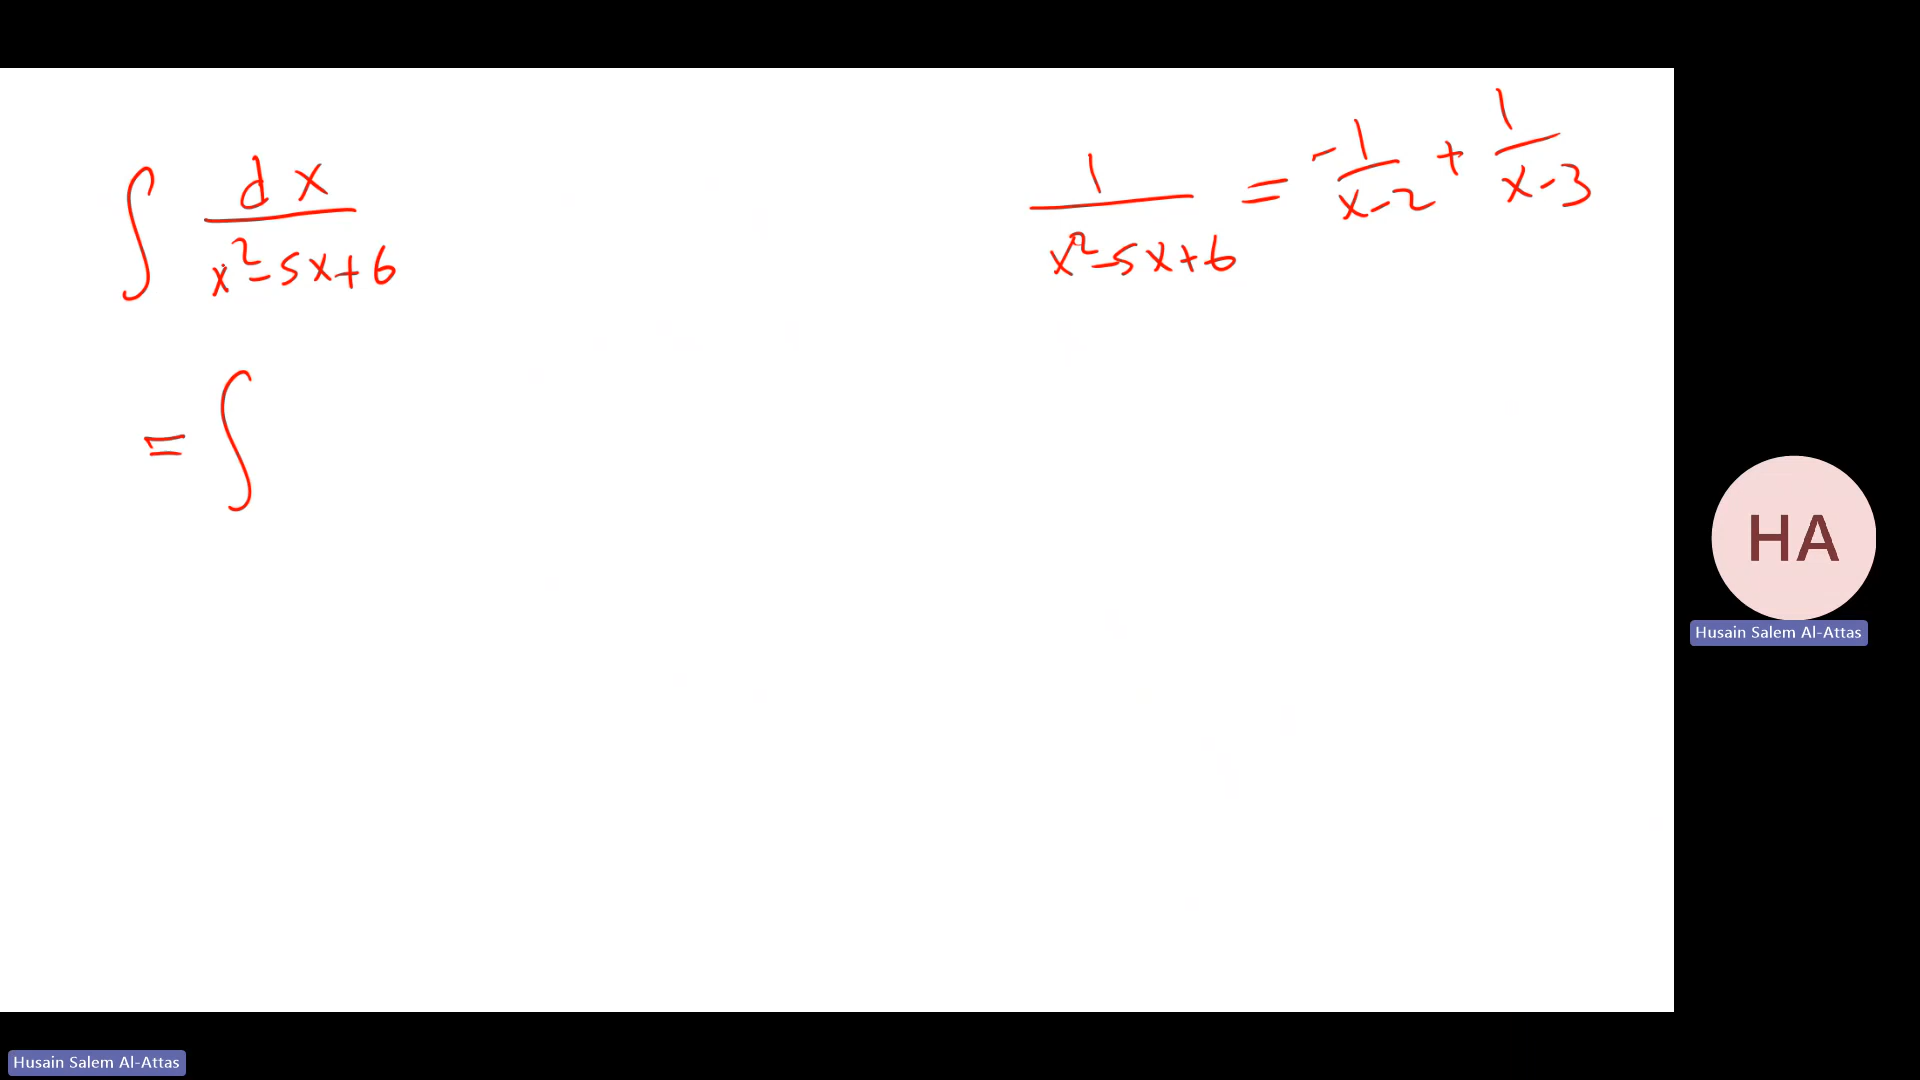 ∫ dx / (x² - 5x + 6)
1 / (x² - 5x + 6) = -1 / (x - 2) + 1 / (x - 3)
= ∫
HA
Husain Salem Al-Attas
Husain Salem Al-Attas